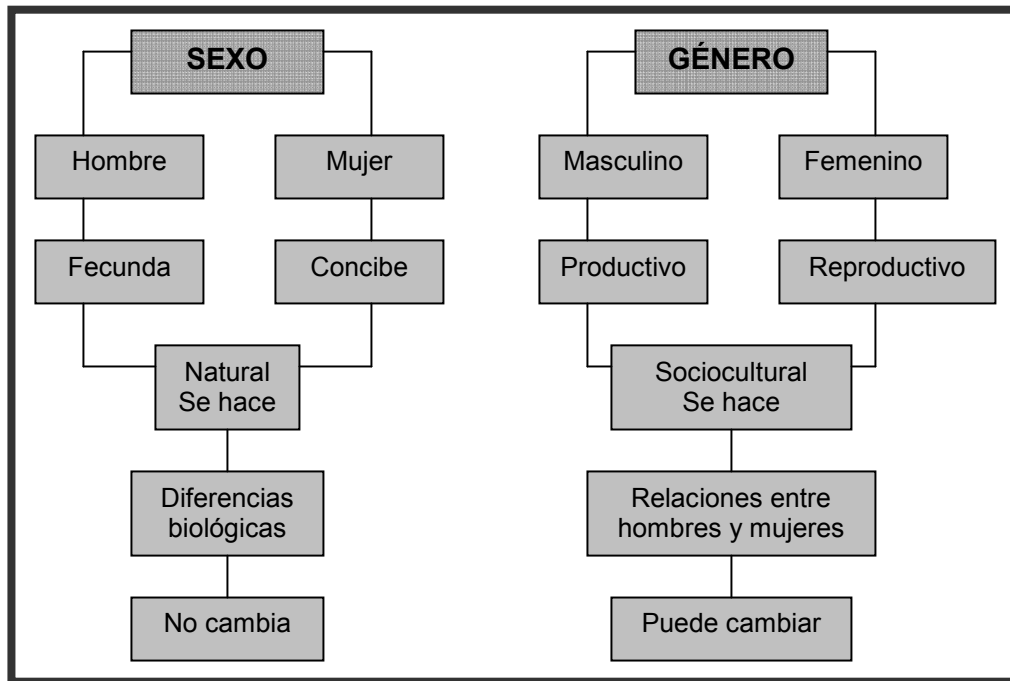 SEXO
Hombre
Mujer
Fecunda
Concibe
Natural
Se hace
Diferencias
biológicas
No cambia
GÉNERO
Masculino
Femenino
Productivo
Reproductivo
Sociocultural
Se hace
Relaciones entre
hombres y mujeres
Puede cambiar